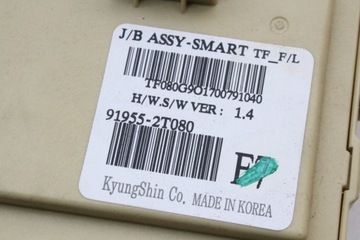 J/B ASSY-SMART TF_F/L
TF080G9O1700791040
H/W.S/W VER: 1.4
91955-2T080
KyungShin Co. MADE IN KOREA